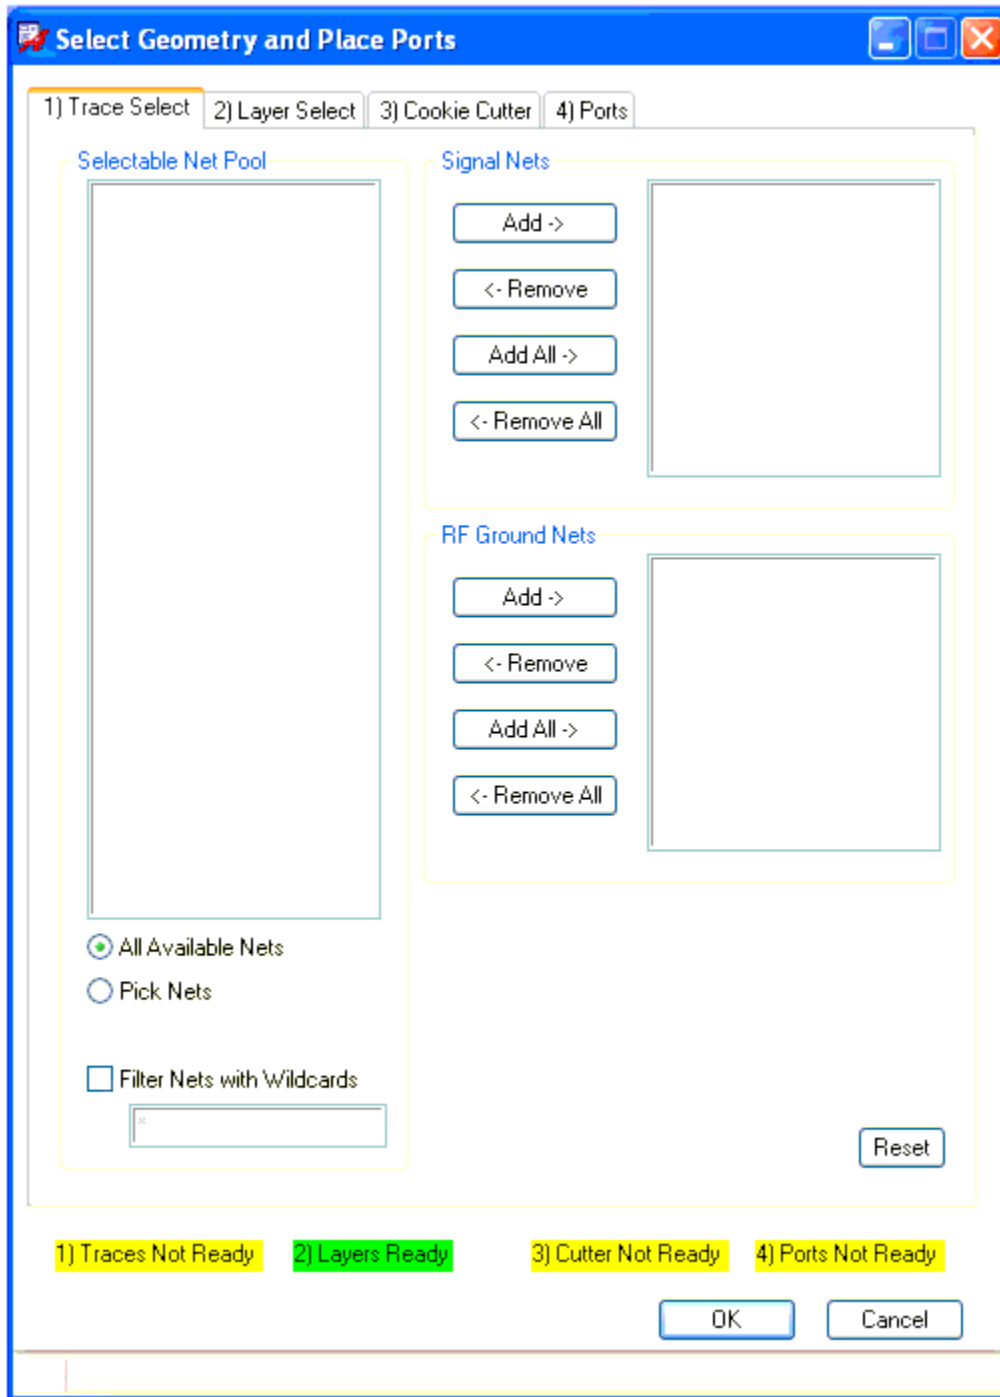 Select Geometry and Place Ports
1) Trace Select
2) Layer Select
3) Cookie Cutter
4) Ports
Selectable Net Pool
All Available Nets
Pick Nets
Filter Nets with Wildcards
*
Signal Nets
Add ->
<- Remove
Add All ->
<- Remove All
RF Ground Nets
Add ->
<- Remove
Add All ->
<- Remove All
Reset
1) Traces Not Ready
2) Layers Ready
3) Cutter Not Ready
4) Ports Not Ready
OK
Cancel